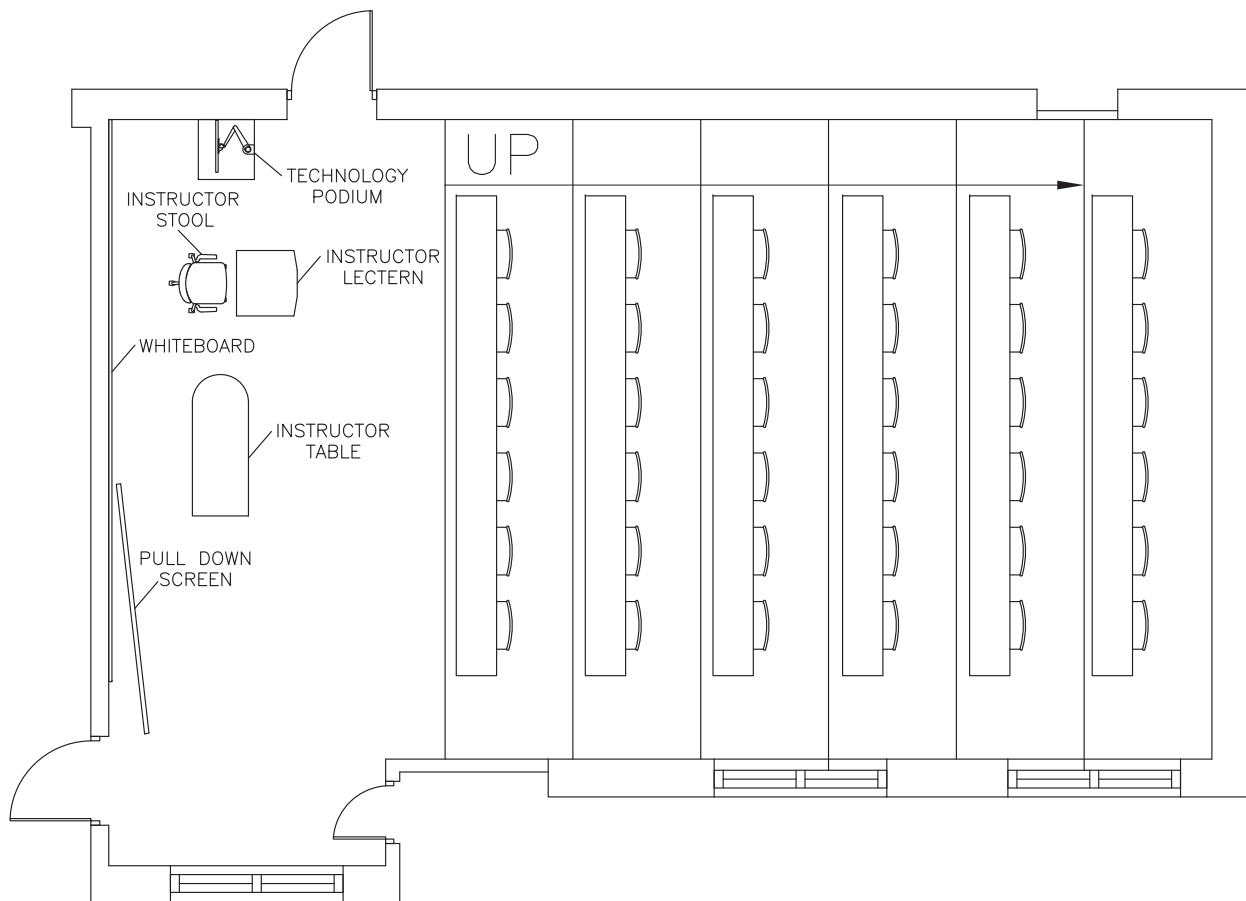 UP
TECHNOLOGY
PODIUM
INSTRUCTOR
STOOL
INSTRUCTOR
LECTERN
WHITEBOARD
INSTRUCTOR
TABLE
PULL DOWN
SCREEN